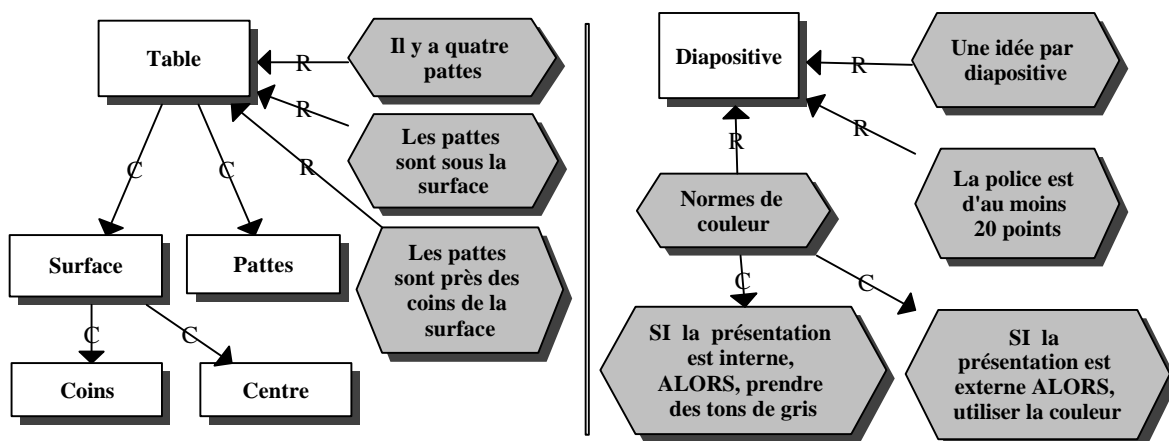 Table
Il y a quatre
pattes
R
R
Les pattes
sont sous la
surface
R
C
C
Surface
Pattes
Les pattes
sont près des
coins de la
surface
C
C
Coins
Centre
Diapositive
Une idée par
diapositive
R
R
R
La police est
d'au moins
20 points
Normes de
couleur
C
C
SI la présentation
est interne,
ALORS, prendre
des tons de gris
SI la
présentation est
externe ALORS,
utiliser la couleur